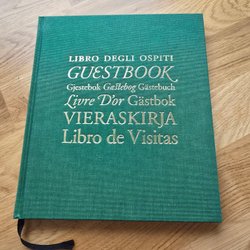 LIBRO DEGLI OSPITI
GUESTBOOK
Gjestebok Gæstebog Gästebuch
Livre D'or Gästbok
VIERASKIRJA
Libro de Visitas